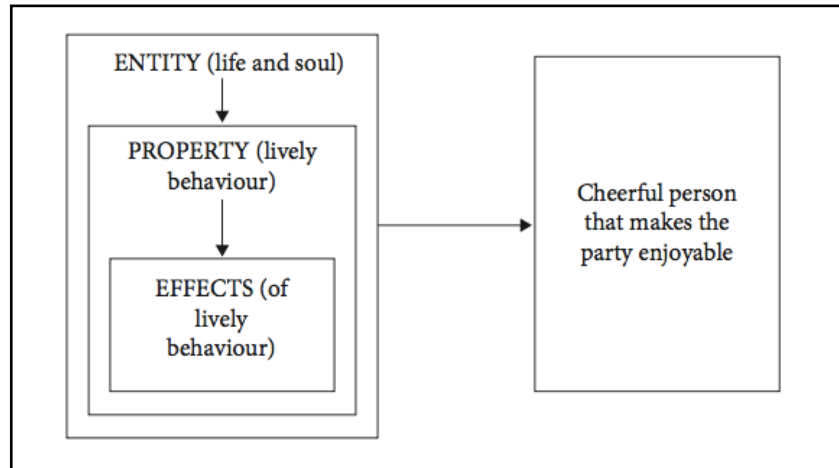 ENTITY (life and soul)
PROPERTY (lively
behaviour)
EFFECTS (of
lively
behaviour)
Cheerful person
that makes the
party enjoyable